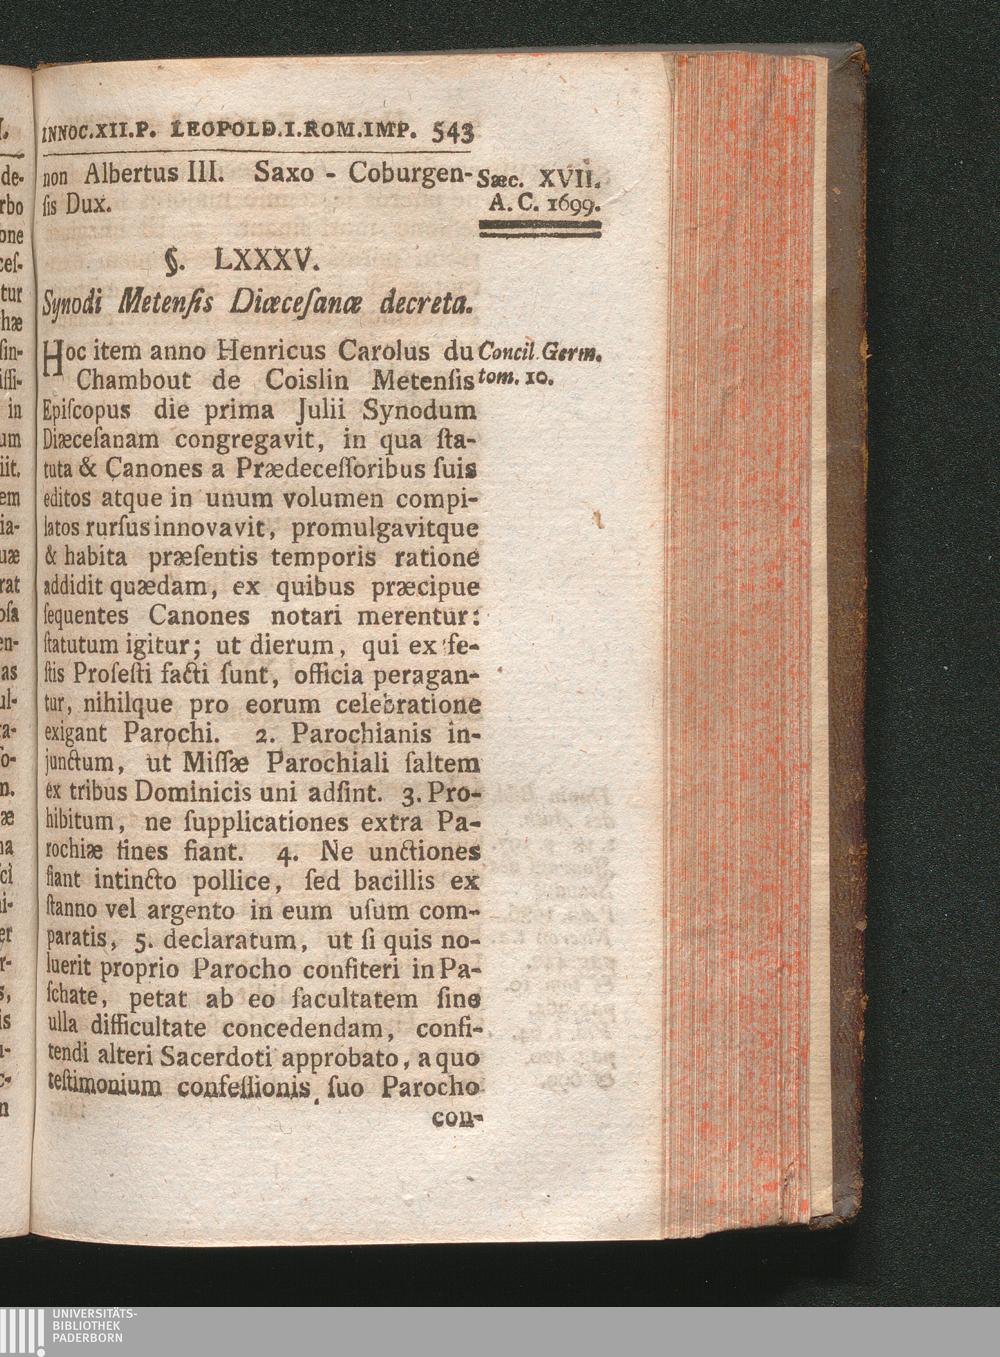 INNOC.XII.P. LEOPOLD.I.ROM.IMP. 543
non Albertus III. Saxo - Coburgen-
ſis Dux.
Sæc. XVII.
A. C. 1699.
§. LXXXV.
Synodi Metenſis Diœceſanæ decreta.
Hoc item anno Henricus Carolus du
Chambout de Coislin Metenſis
Epiſcopus die prima Julii Synodum
Diæceſanam congregavit, in qua ſta-
tuta & Canones a Prædeceſſoribus ſuis
editos atque in unum volumen compi-
latos rurſus innovavit, promulgavitque
& habita præſentis temporis ratione
addidit quædam, ex quibus præcipue
ſequentes Canones notari merentur:
ſtatutum igitur; ut dierum, qui ex fe-
ſtis Profeſti facti ſunt, officia peragan-
tur, nihilque pro eorum celebratione
exigant Parochi. 2. Parochianis in-
junctum, ut Miſſæ Parochiali ſaltem
ex tribus Dominicis uni adſint. 3. Pro-
hibitum, ne ſupplicationes extra Pa-
rochiæ fines fiant. 4. Ne unctiones
fiant intincto pollice, ſed bacillis ex
ſtanno vel argento in eum uſum com-
paratis, 5. declaratum, ut ſi quis no-
luerit proprio Parocho confiteri in Pa-
ſchate, petat ab eo facultatem ſine
ulla difficultate concedendam, confi-
tendi alteri Sacerdoti approbato, a quo
teſtimonium confeſſionis ſuo Parocho
con-
Concil. Germ.
tom. 10.
UNIVERSITÄTS-
BIBLIOTHEK
PADERBORN